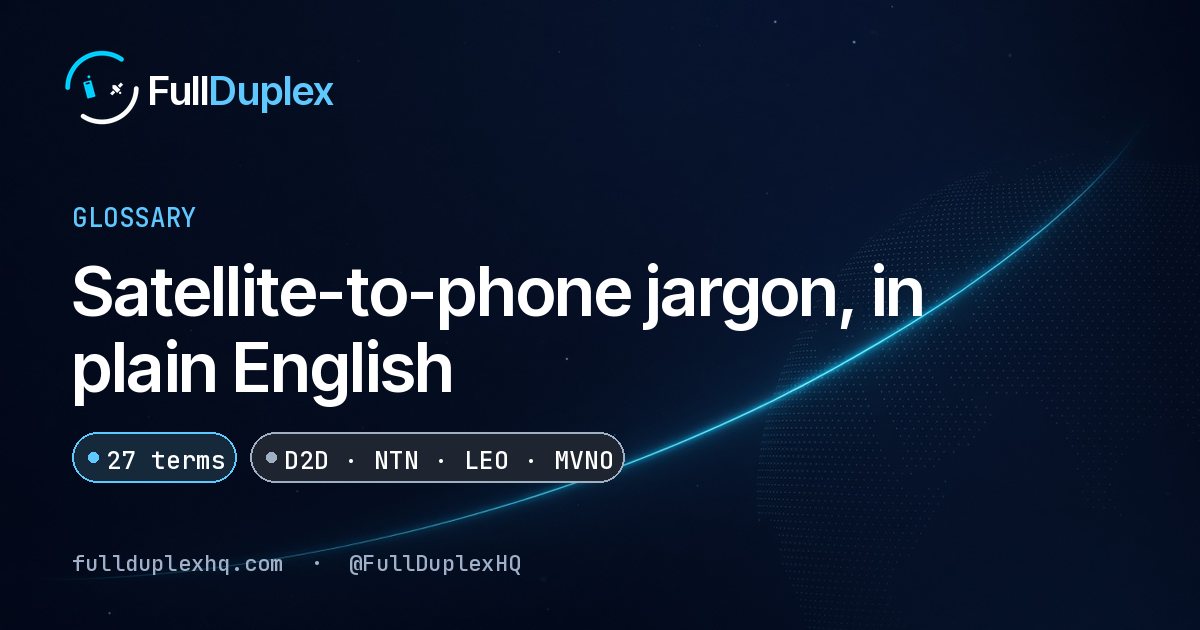 FullDuplex
GLOSSARY
Satellite-to-phone jargon, in
plain English
27 terms
D2D · NTN · LEO · MVNO
fullduplexhq.com · @FullDuplexHQ